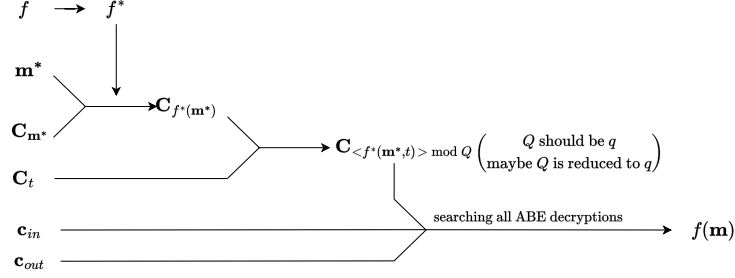 f → f*
m*
C_{f*(m*)}
C_{m*}
C_{<f*(m*,t)> mod Q} ( Q should be q
maybe Q is reduced to q )
C_t
searching all ABE decryptions
c_{in} f(m)
c_{out}